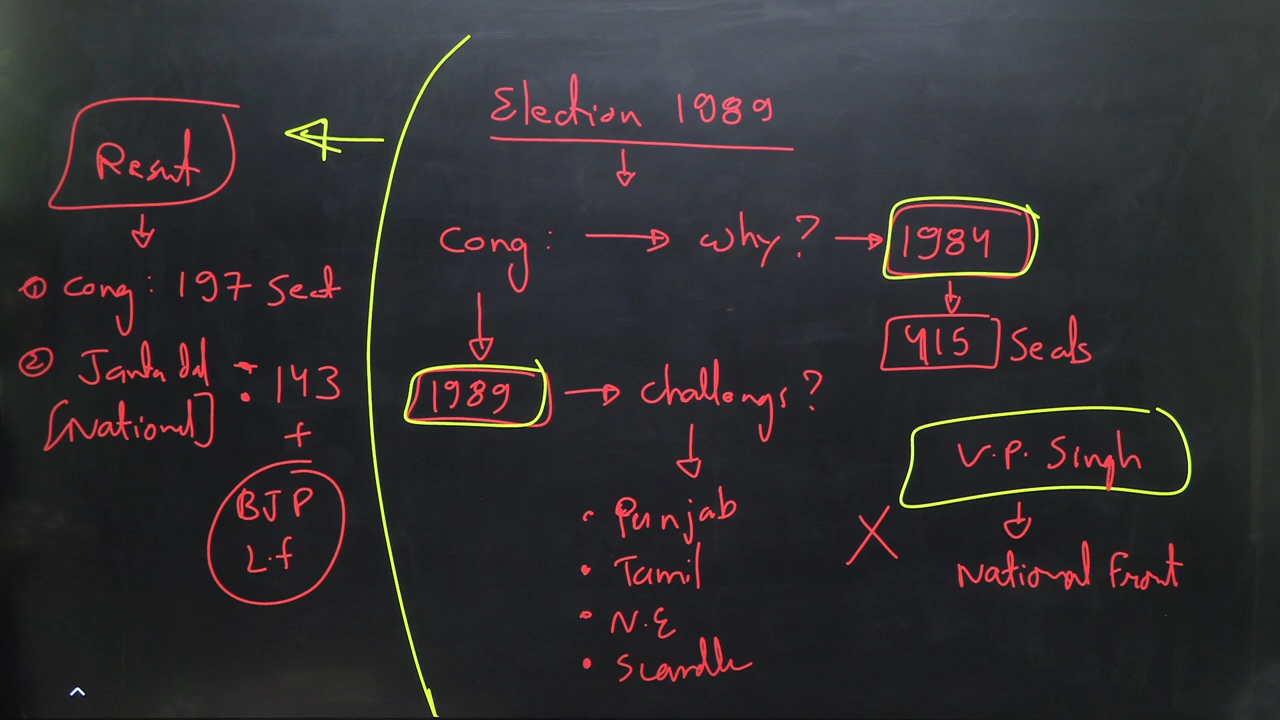 Election 1989
Cong: → Why? → 1984
415 Seats
1989 → challengs?
V.P. Singh
National Front
• Punjab
• Tamil
• N.E
• Scandle
Result
① Cong: 197 Seat
② Janta dal : 143
[National] +
BJP
L.f